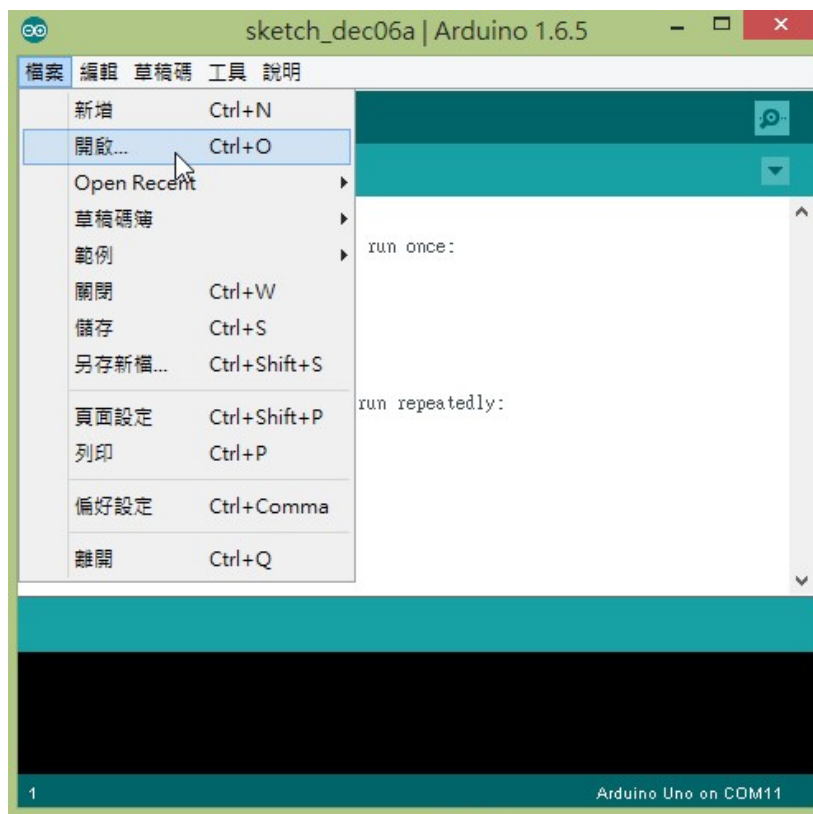 sketch_dec06a | Arduino 1.6.5
檔案 編輯 草稿碼 工具 說明
新增 Ctrl+N
開啟... Ctrl+O
Open Recent
草稿碼簿
範例
關閉 Ctrl+W
儲存 Ctrl+S
另存新檔... Ctrl+Shift+S
頁面設定 Ctrl+Shift+P
列印 Ctrl+P
偏好設定 Ctrl+Comma
離開 Ctrl+Q
run once:
run repeatedly:
1 Arduino Uno on COM11